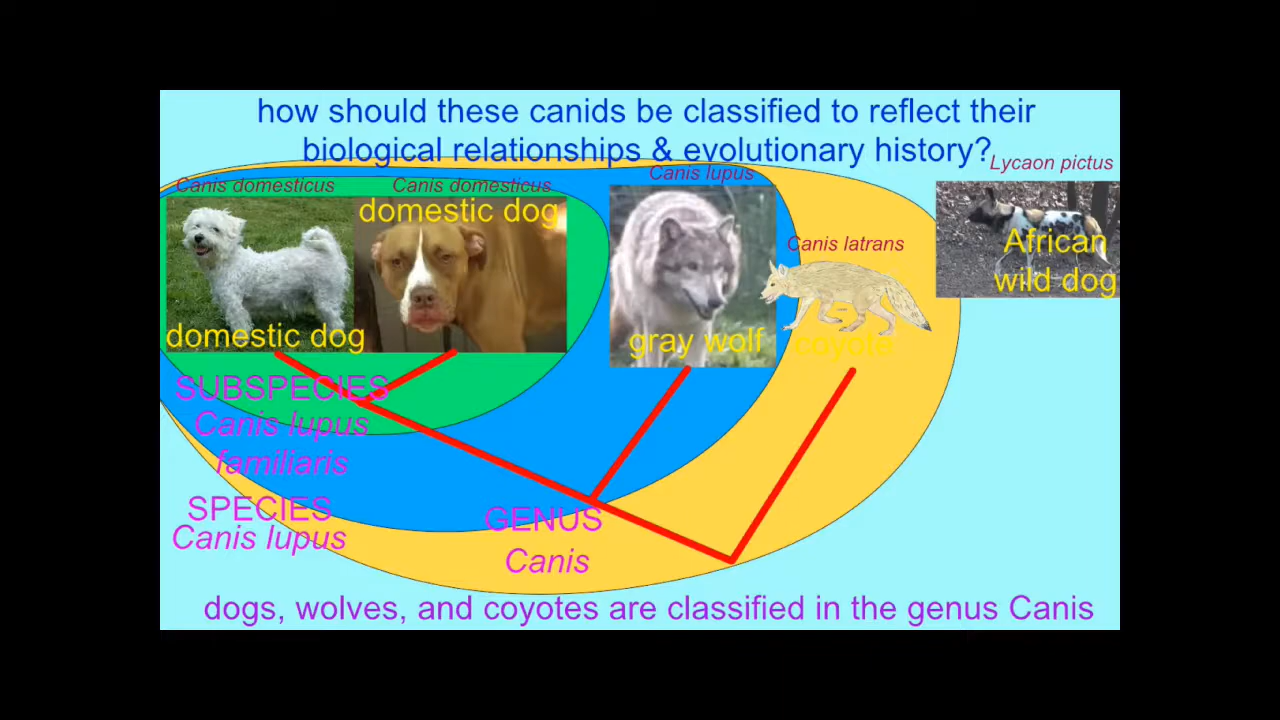 how should these canids be classified to reflect their
biological relationships & evolutionary history?
Lycaon pictus
Canis domesticus
Canis domesticus
Canis lupus
domestic dog
Canis latrans
African
wild dog
domestic dog
gray wolf
coyote
SUBSPECIES
Canis lupus
familiaris
SPECIES
Canis lupus
GENUS
Canis
dogs, wolves, and coyotes are classified in the genus Canis